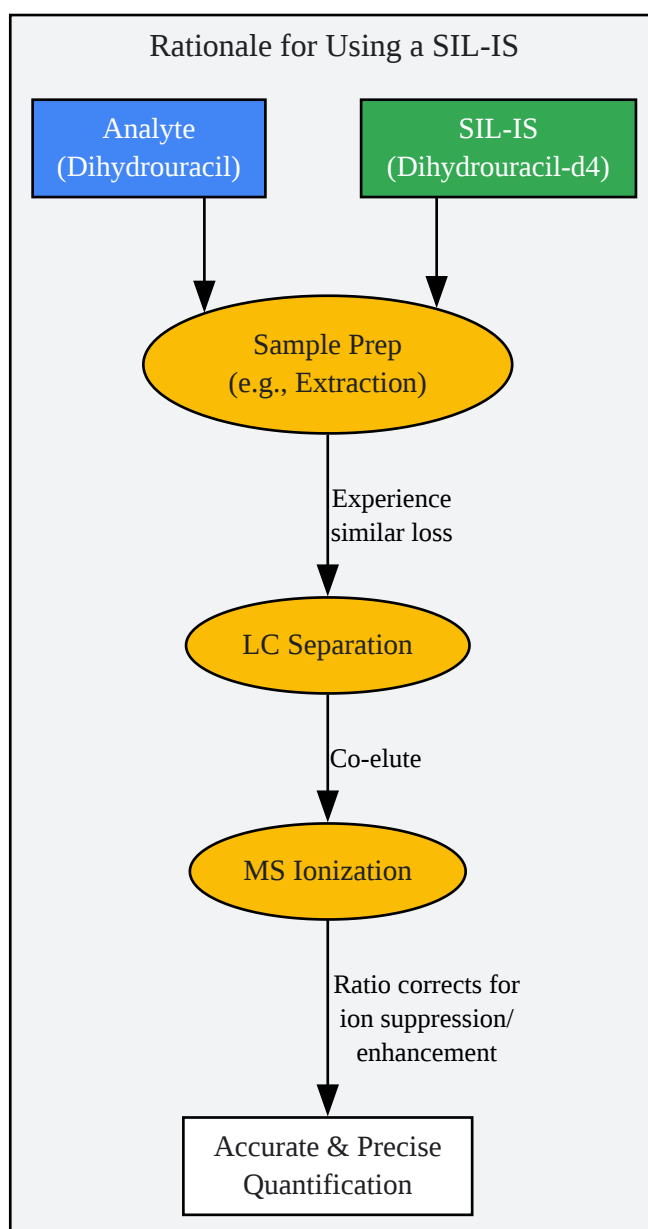 Rationale for Using a SIL-IS
Analyte
(Dihydrouracil)
SIL-IS
(Dihydrouracil-d4)
Sample Prep
(e.g., Extraction)
Experience
similar loss
LC Separation
Co-elute
MS Ionization
Ratio corrects for
ion suppression/
enhancement
Accurate & Precise
Quantification